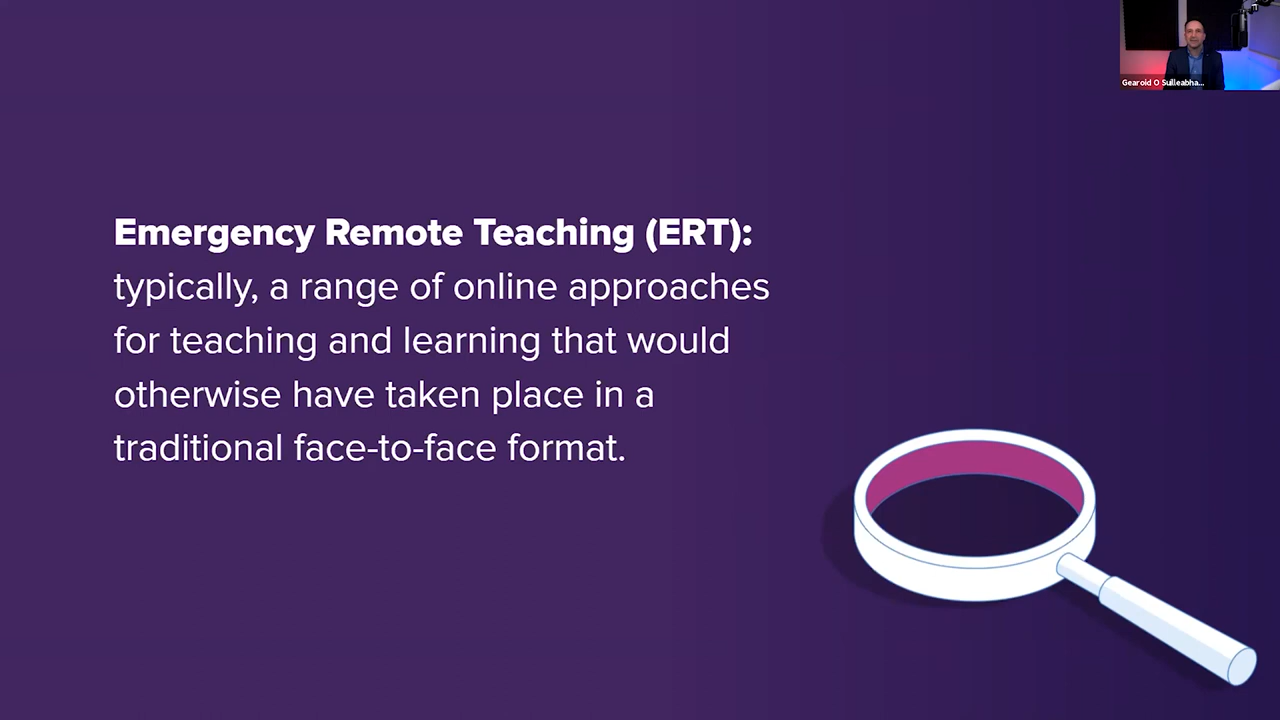 Gearoid O Suilleabha...
Emergency Remote Teaching (ERT):
typically, a range of online approaches
for teaching and learning that would
otherwise have taken place in a
traditional face-to-face format.